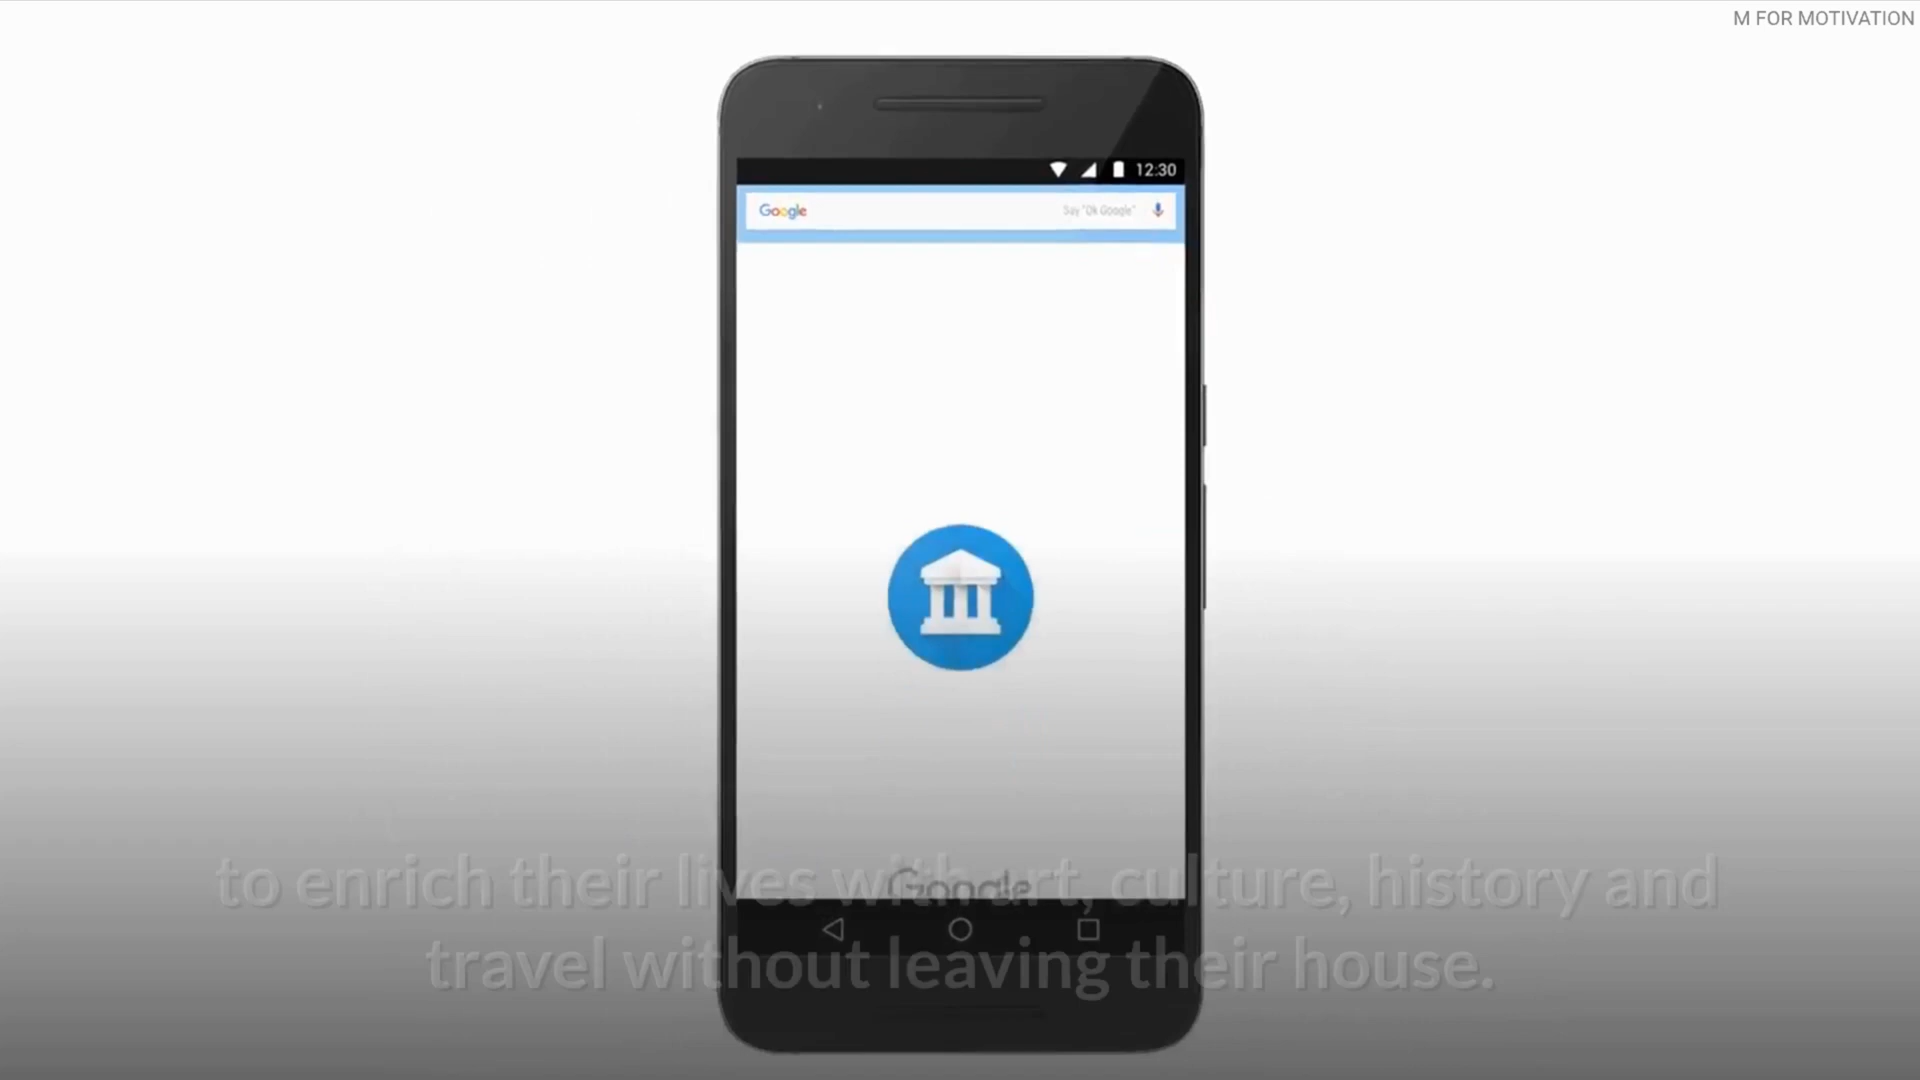 M FOR MOTIVATION
12:30
Google Say "Ok Google"
Google
to enrich their lives with art, culture, history and
travel without leaving their house.